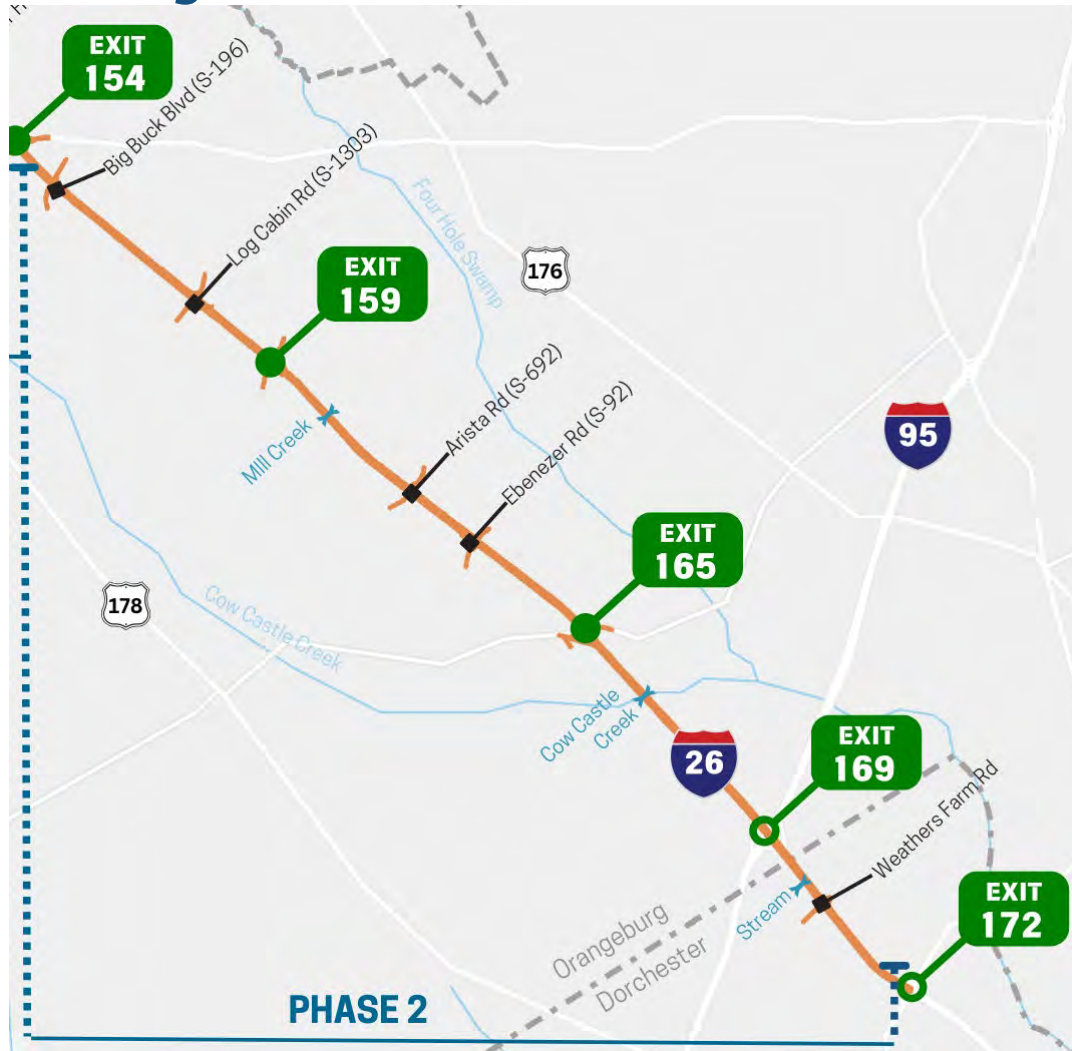 EXIT
154
Big Buck Blvd (S-196)
Log Cabin Rd (S-1303)
EXIT
159
Four Hole Swamp
176
MIll Creek
Arista Rd (S-692)
Ebenezer Rd (S-92)
95
EXIT
165
178
Cow Castle Creek
Cow Castle
Creek
26
EXIT
169
Weathers Farm Rd
Stream
EXIT
172
Orangeburg
Dorchester
PHASE 2